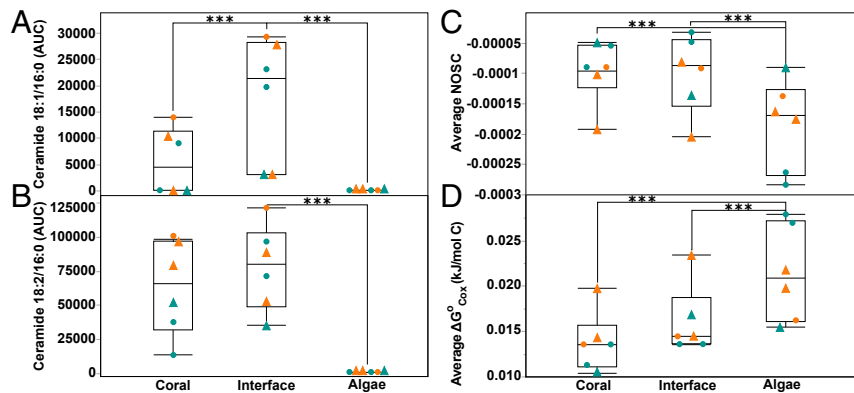 A
Ceramide 18:1/16:0 (AUC)
30000
25000
20000
15000
10000
5000
0
*** ***
B
Ceramide 18:2/16:0 (AUC)
125000
100000
75000
50000
25000
0
***
Coral Interface Algae
C
Average NOSC
-0.00005
-0.0001
-0.00015
-0.0002
-0.00025
-0.0003
*** ***
D
Average ΔG°Cox (kJ/mol C)
0.020
0.015
0.010
***
***
Coral Interface Algae